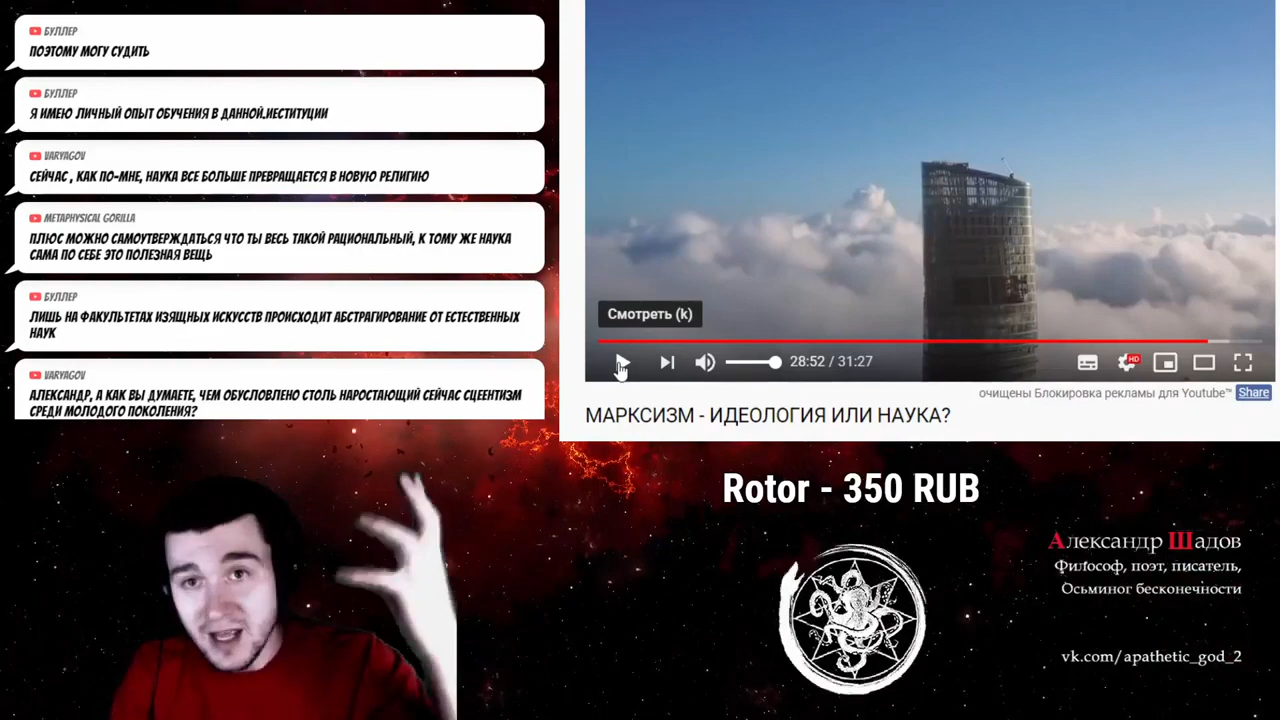 БУЛЛЕР
ПОЭТОМУ МОГУ СУДИТЬ
БУЛЛЕР
Я ИМЕЮ ЛИЧНЫЙ ОПЫТ ОБУЧЕНИЯ В ДАННОЙ.ИЕСТИТУЦИИ
VARYAGOV
СЕЙЧАС , КАК ПО-МНЕ, НАУКА ВСЕ БОЛЬШЕ ПРЕВРАЩАЕТСЯ В НОВУЮ РЕЛИГИЮ
METAPHYSICAL GORILLA
ПЛЮС МОЖНО САМОУТВЕРЖДАТЬСЯ ЧТО ТЫ ВЕСЬ ТАКОЙ РАЦИОНАЛЬНЫЙ, К ТОМУ ЖЕ НАУКА
САМА ПО СЕБЕ ЭТО ПОЛЕЗНАЯ ВЕЩЬ
БУЛЛЕР
ЛИШЬ НА ФАКУЛЬТЕТАХ ИЗЯЩНЫХ ИСКУССТВ ПРОИСХОДИТ АБСТРАГИРОВАНИЕ ОТ ЕСТЕСТВЕННЫХ
НАУК
VARYAGOV
АЛЕКСАНДР, А КАК ВЫ ДУМАЕТЕ, ЧЕМ ОБУСЛОВЛЕНО СТОЛЬ НАРОСТАЮЩИЙ СЕЙЧАС СЦЕЕНТИЗМ
СРЕДИ МОЛОДОГО ПОКОЛЕНИЯ?
Смотреть (k)
28:52 / 31:27
HD
очищены Блокировка рекламы для Youtube™ Share
МАРКСИЗМ - ИДЕОЛОГИЯ ИЛИ НАУКА?
Rotor - 350 RUB
Александр Шадов
Философ, поэт, писатель,
Осьминог бесконечности
vk.com/apathetic_god_2